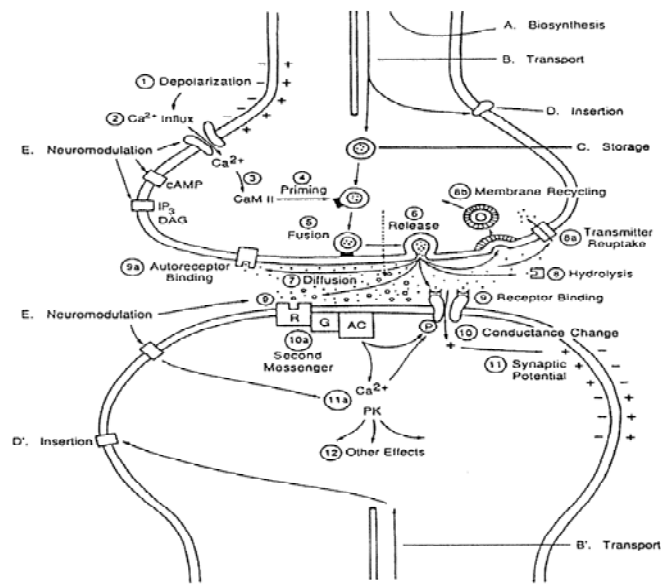 A. Biosynthesis
B. Transport
1 Depolarization
D. Insertion
2 Ca2+ Influx
E. Neuromodulation
C. Storage
Ca2+
3
4
cAMP
CaM II
Priming
8b Membrane Recycling
IP3
DAG
5
Fusion
6
Release
8a Transmitter
Reuptake
9a Autoreceptor
Binding
R
7 Diffusion
8 Hydrolysis
9
9 Receptor Binding
E. Neuromodulation
R
G
AC
P
10 Conductance Change
10a
Second
Messenger
+
11 Synaptic
Potential
11a
Ca2+
PK
D'. Insertion
12 Other Effects
B'. Transport